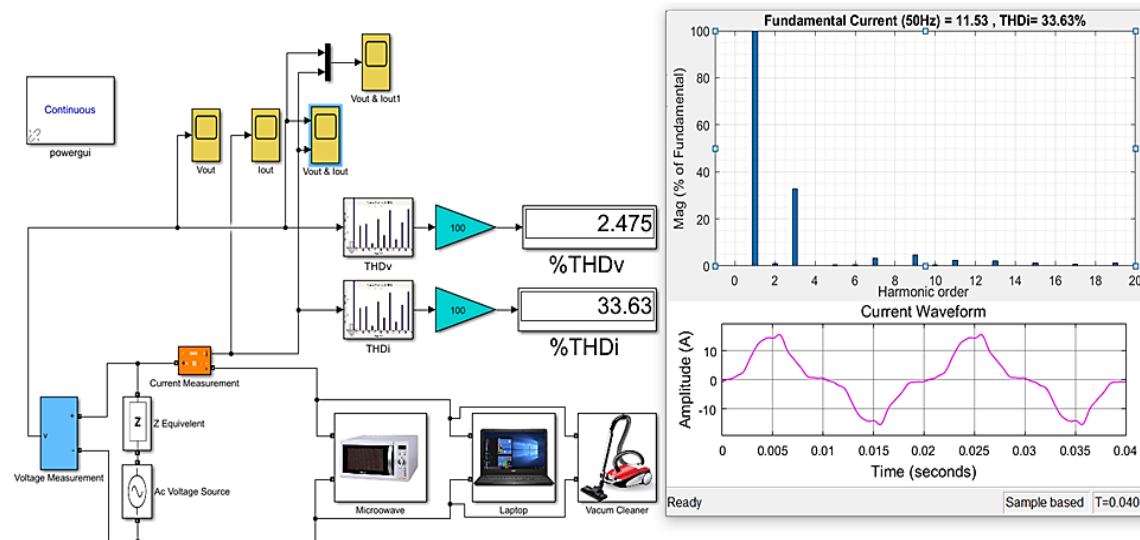 Continuous
powergui
Vout
Iout
Vout & Iout
Vout & Iout1
THDv
100
2.475
%THDv
THDi
100
33.63
%THDi
Current Measurement
v
Voltage Measurement
Z
Z Equivelent
Ac Voltage Source
Microowave
Laptop
Vacum Cleaner
Fundamental Current (50Hz) = 11.53 , THDi= 33.63%
Mag (% of Fundamental)
100
80
60
40
20
0
0 2 4 6 8 10 12 14 16 18 20
Harmonic order
Current Waveform
Amplitude (A)
10
0
-10
0 0.005 0.01 0.015 0.02 0.025 0.03 0.035 0.04
Time (seconds)
Ready
Sample based
T=0.040